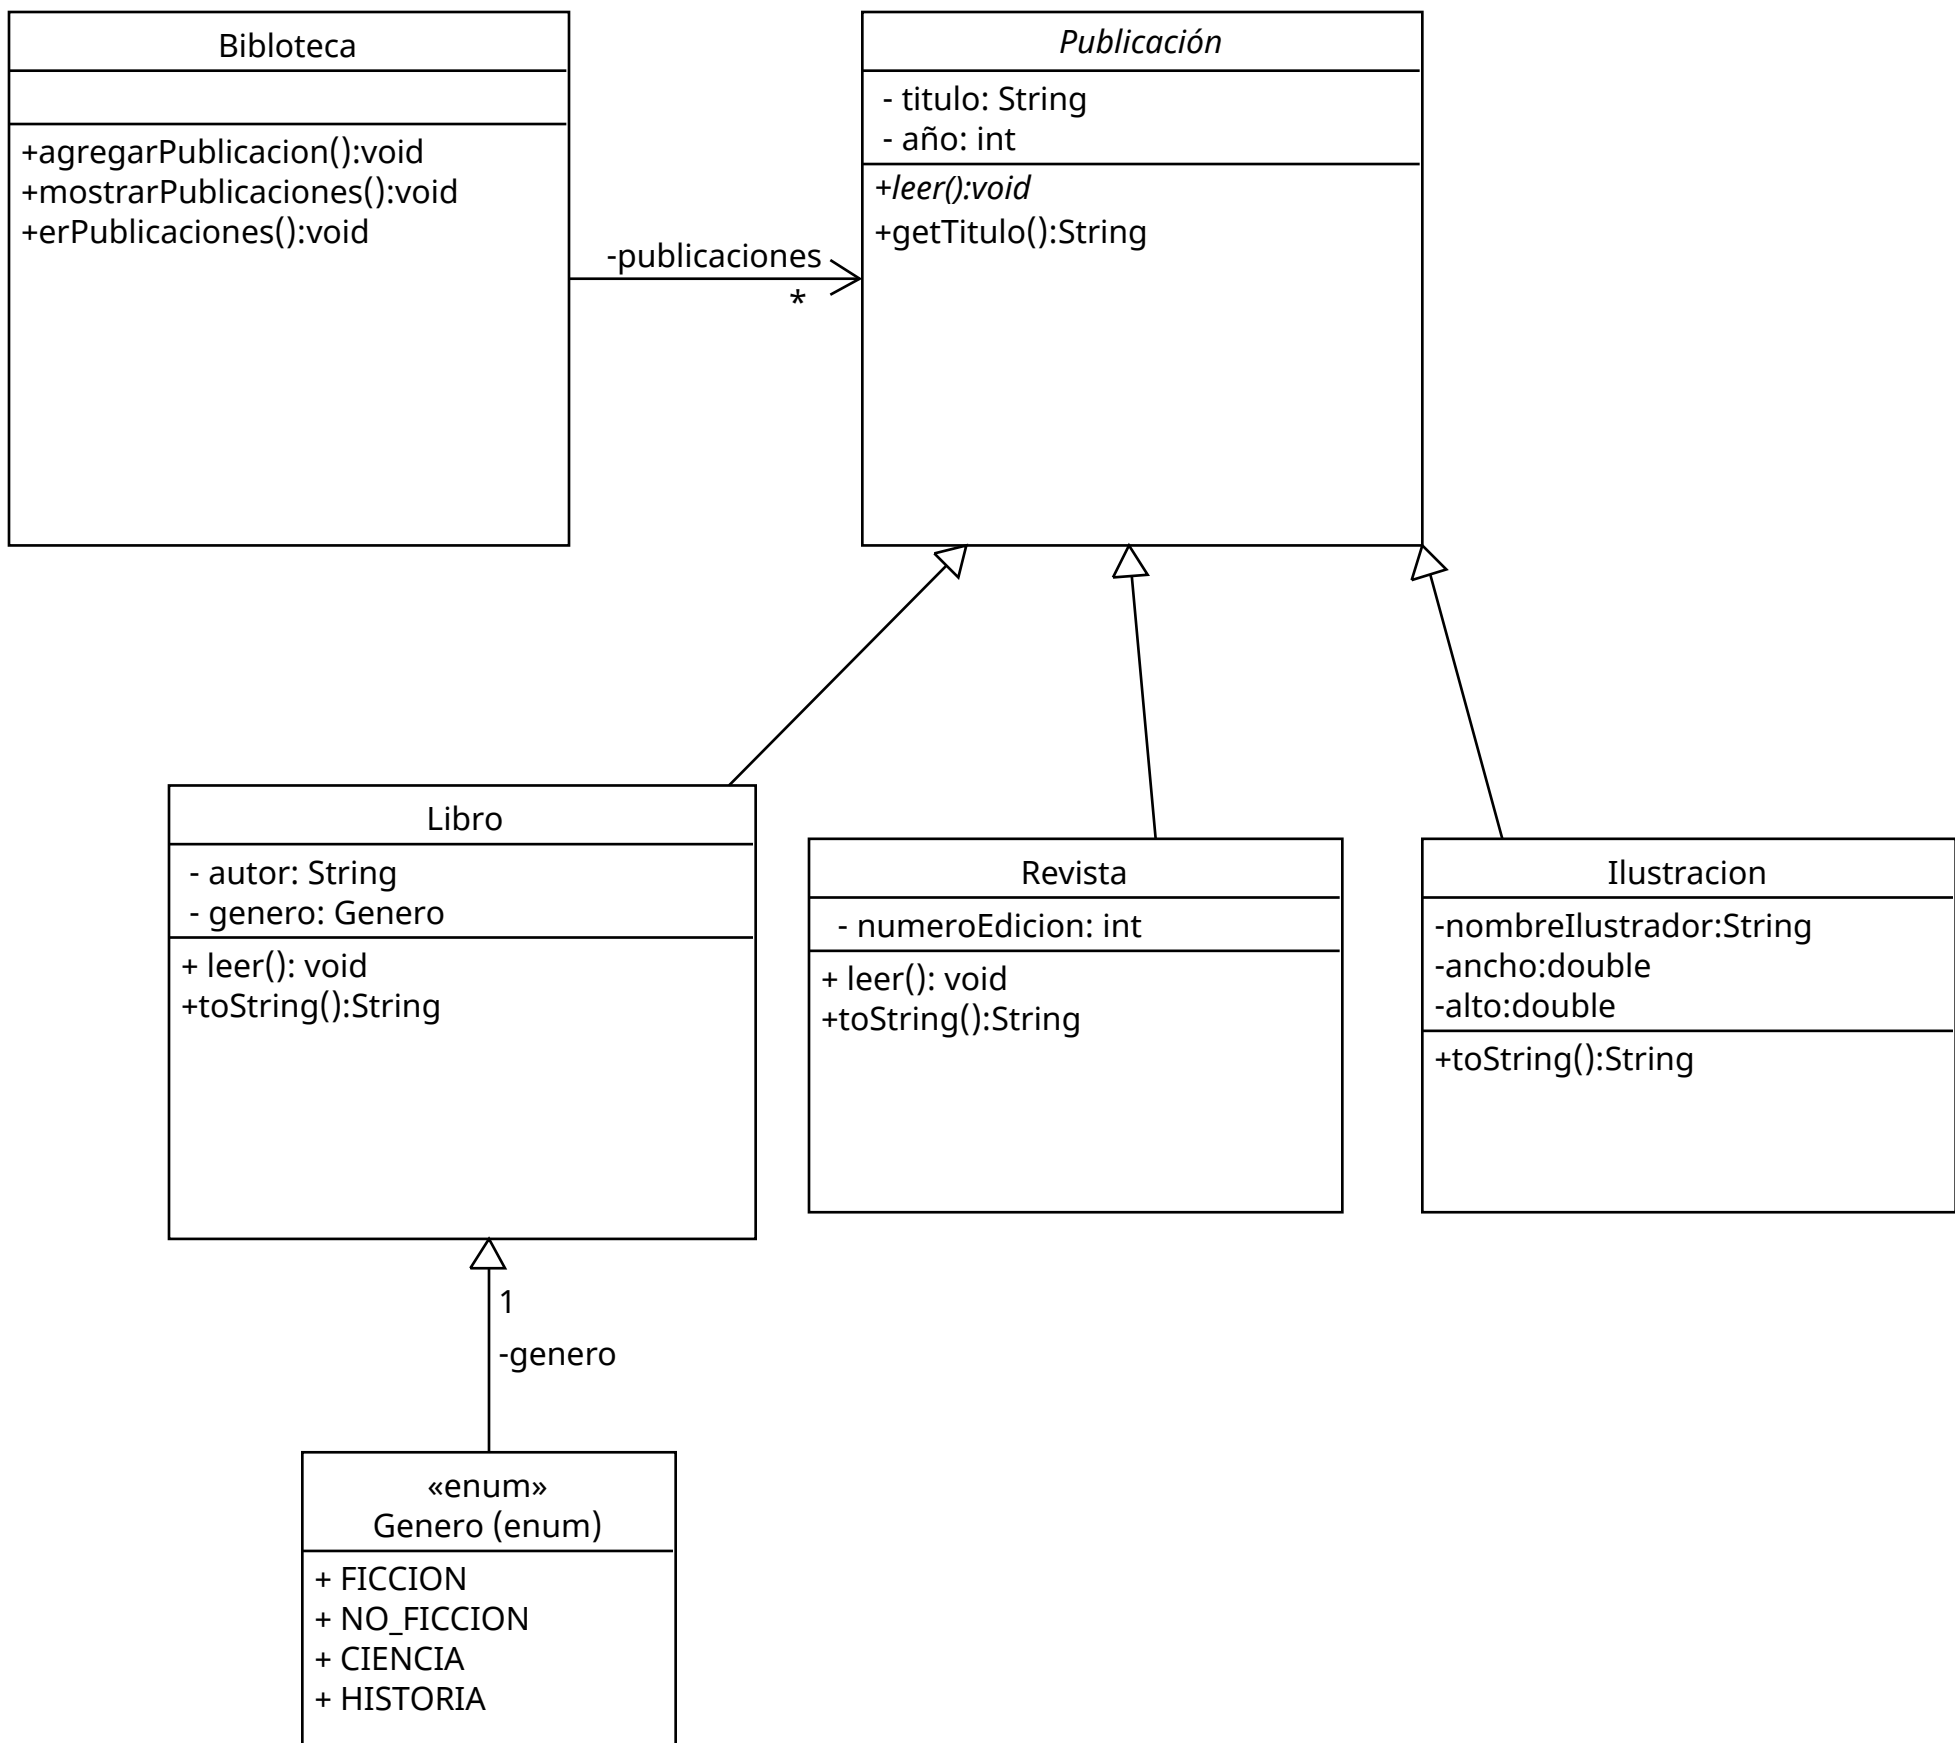 Bibloteca
+agregarPublicacion():void
+mostrarPublicaciones():void
+erPublicaciones():void
-publicaciones
*
Publicación
- titulo: String
- año: int
+leer():void
+getTitulo():String
Libro
- autor: String
- genero: Genero
+ leer(): void
+toString():String
Revista
- numeroEdicion: int
+ leer(): void
+toString():String
Ilustracion
-nombreIlustrador:String
-ancho:double
-alto:double
+toString():String
1
-genero
«enum»
Genero (enum)
+ FICCION
+ NO_FICCION
+ CIENCIA
+ HISTORIA